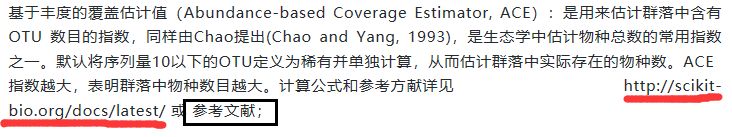 基于丰度的覆盖估计值（Abundance-based Coverage Estimator, ACE）: 是用来估计群落中含有
OTU 数目的指数，同样由Chao提出(Chao and Yang, 1993)，是生态学中估计物种总数的常用指数
之一。默认将序列量10以下的OTU定义为稀有并单独计算，从而估计群落中实际存在的物种数。ACE
指数越大，表明群落中物种数目越大。计算公式和参考方献详见 http://scikit-
bio.org/docs/latest/ 或 参考文献；